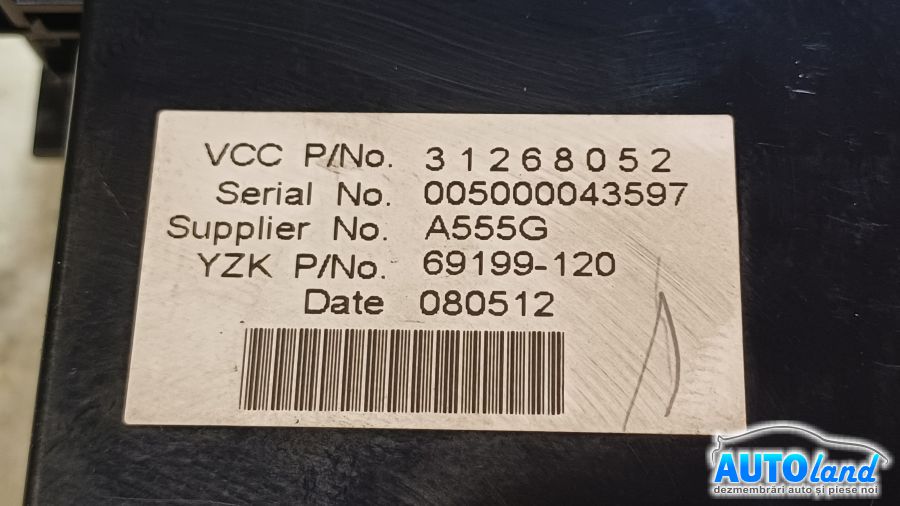 VCC P/No. 31268052
Serial No. 005000043597
Supplier No. A555G
YZK P/No. 69199-120
Date 080512
AUTOland
dezmembrări auto și piese noi